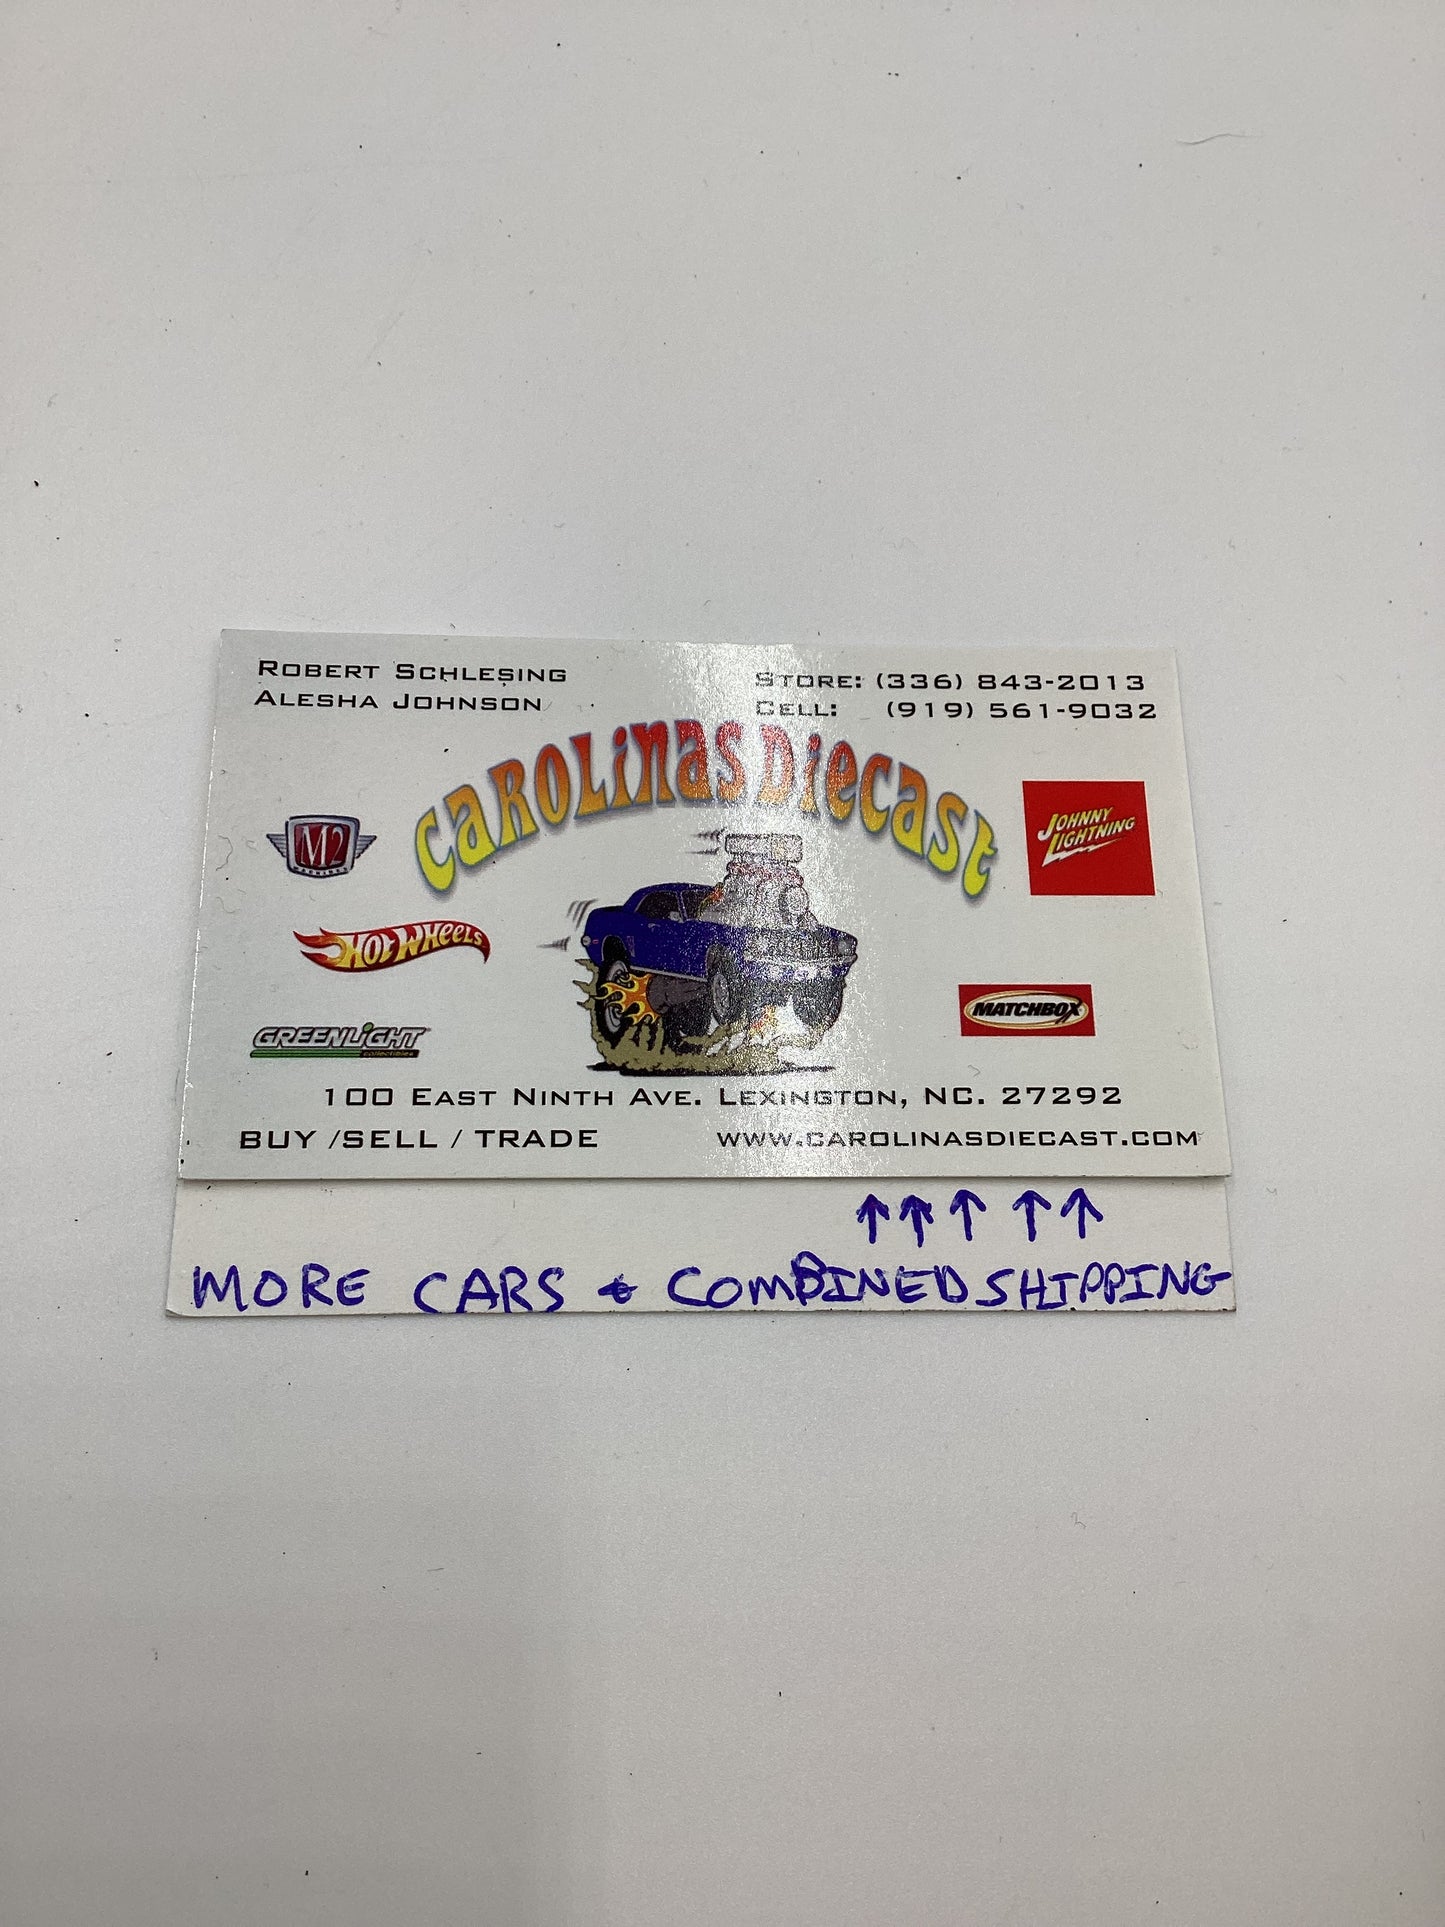 ROBERT SCHLESING
ALESHA JOHNSON
STORE: (336) 843-2013
CELL: (919) 561-9032
CAROLINAS DIECAST
M2
MACHINES
JOHNNY
LIGHTNING
HOT WHEELS
MATCHBOX
GREENLIGHT
collectibles
100 EAST NINTH AVE. LEXINGTON, NC. 27292
BUY /SELL / TRADE
WWW.CAROLINASDIECAST.COM
↑↑↑ ↑↑
MORE CARS & COMBINED SHIPPING